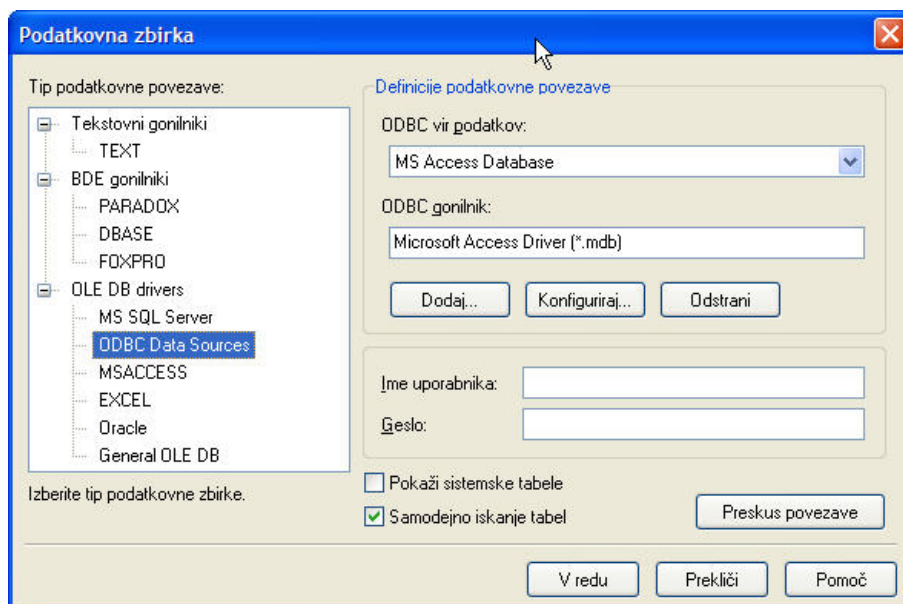 Podatkovna zbirka
Tip podatkovne povezave:
Tekstovni gonilniki
TEXT
BDE gonilniki
PARADOX
DBASE
FOXPRO
OLE DB drivers
MS SQL Server
ODBC Data Sources
MSACCESS
EXCEL
Oracle
General OLE DB
Izberite tip podatkovne zbirke.
Definicije podatkovne povezave
ODBC vir podatkov:
MS Access Database
ODBC gonilnik:
Microsoft Access Driver (*.mdb)
Dodaj... Konfiguriraj... Odstrani
Ime uporabnika:
Geslo:
Pokaži sistemske tabele
Samodejno iskanje tabel
Preskus povezave
V redu Prekliči Pomoč